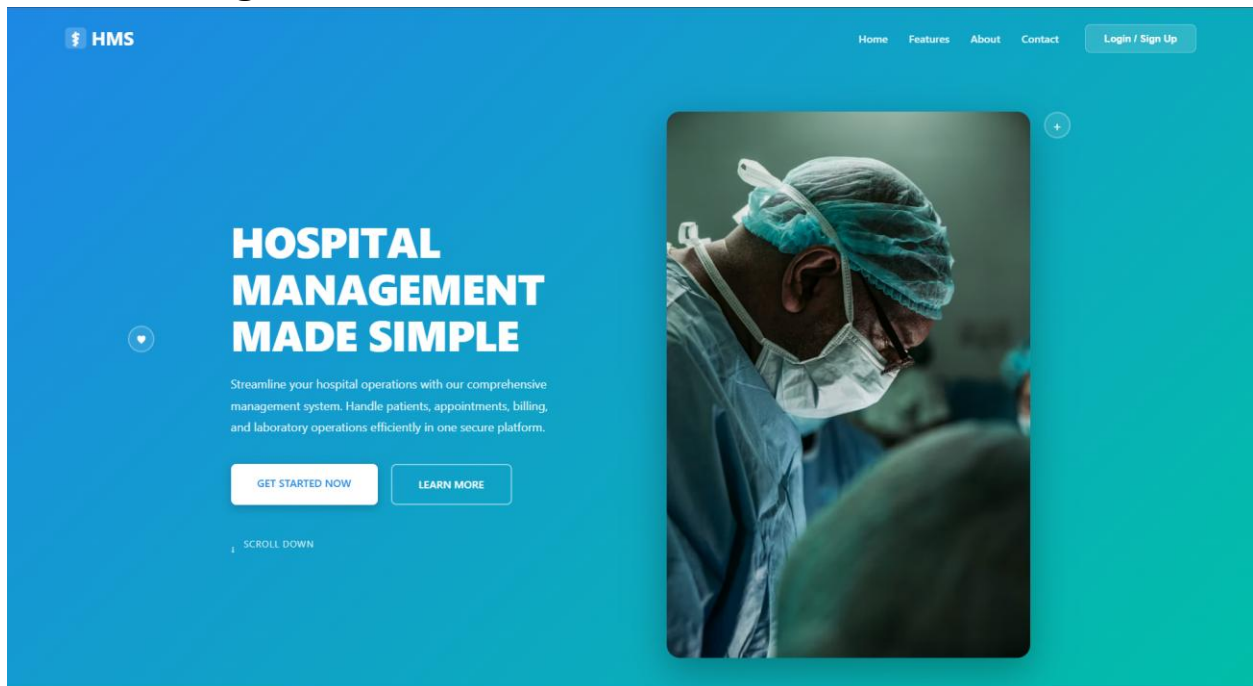 HMS
Home Features About Contact Login / Sign Up
HOSPITAL
MANAGEMENT
MADE SIMPLE
Streamline your hospital operations with our comprehensive
management system. Handle patients, appointments, billing,
and laboratory operations efficiently in one secure platform.
GET STARTED NOW LEARN MORE
↓ SCROLL DOWN